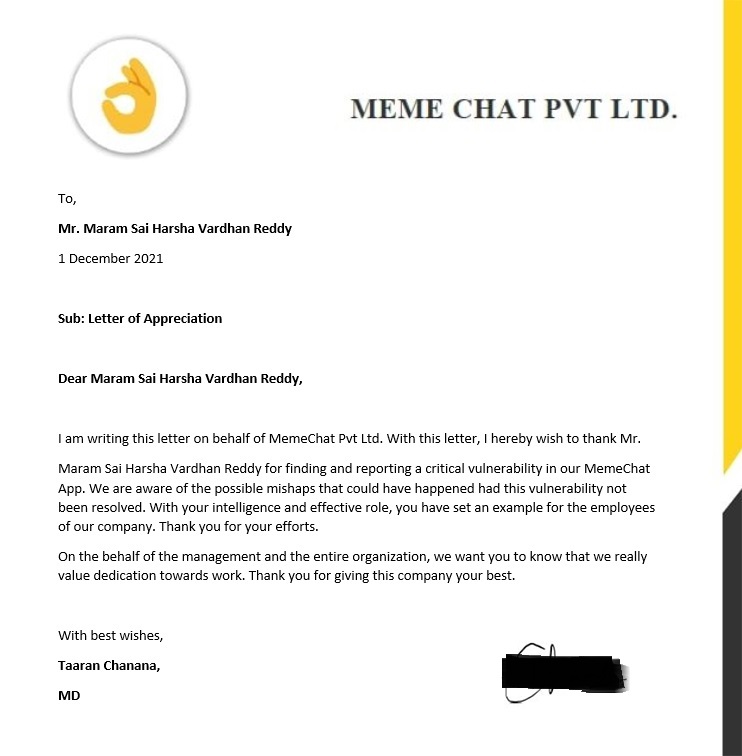 MEME CHAT PVT LTD.
To,
Mr. Maram Sai Harsha Vardhan Reddy
1 December 2021
Sub: Letter of Appreciation
Dear Maram Sai Harsha Vardhan Reddy,
I am writing this letter on behalf of MemeChat Pvt Ltd. With this letter, I hereby wish to thank Mr.
Maram Sai Harsha Vardhan Reddy for finding and reporting a critical vulnerability in our MemeChat
App. We are aware of the possible mishaps that could have happened had this vulnerability not
been resolved. With your intelligence and effective role, you have set an example for the employees
of our company. Thank you for your efforts.
On the behalf of the management and the entire organization, we want you to know that we really
value dedication towards work. Thank you for giving this company your best.
With best wishes,
Taaran Chanana,
MD